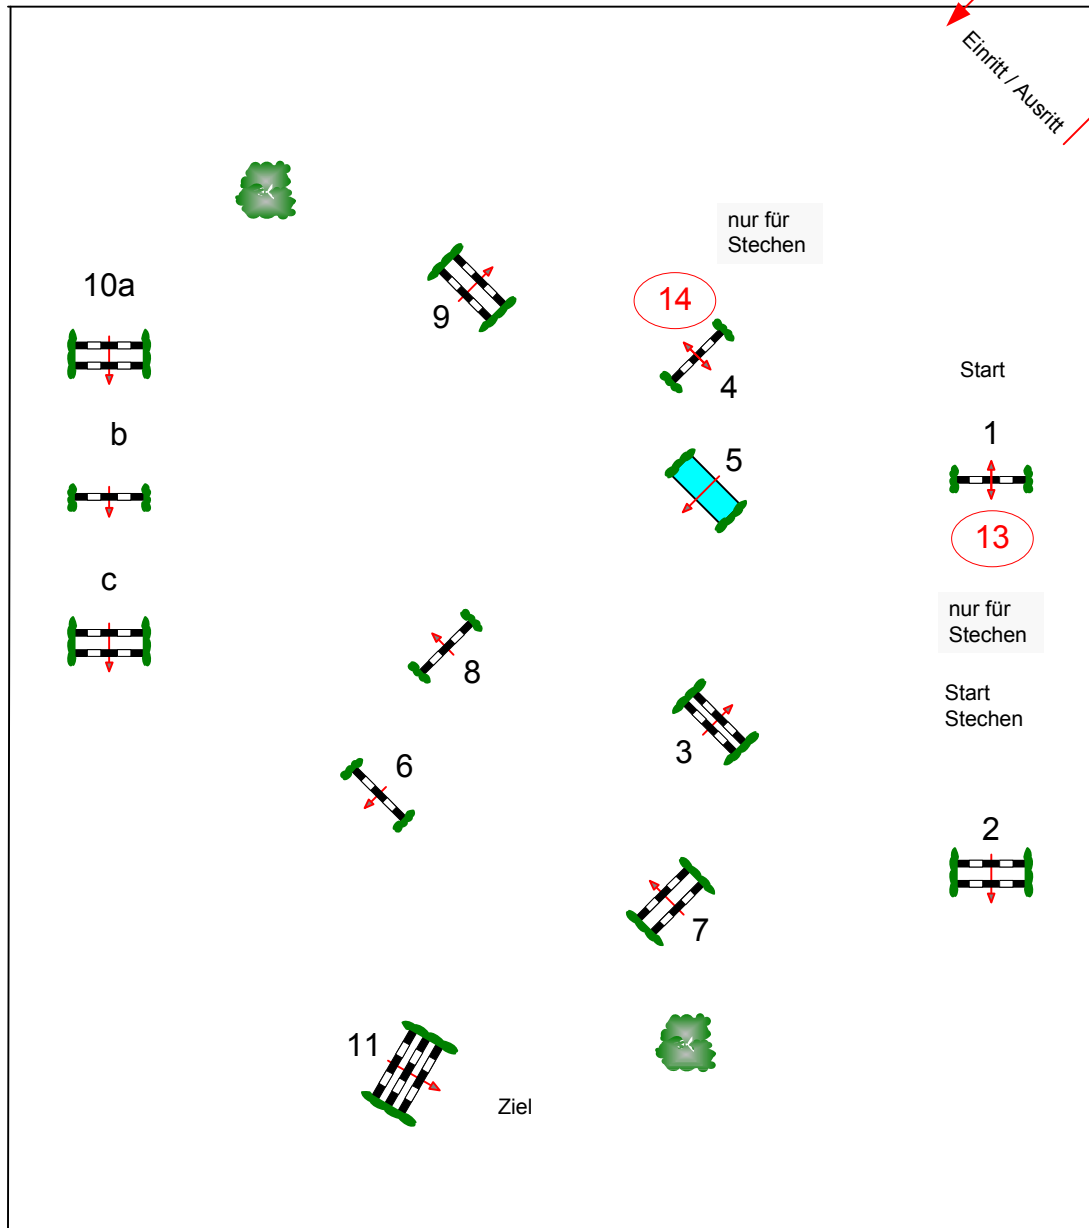 Einritt / Ausritt
nur für
Stechen
10a
9
14
4
Start
b
5
1
13
c
nur für
Stechen
8
Start
Stechen
3
6
2
7
11
Ziel